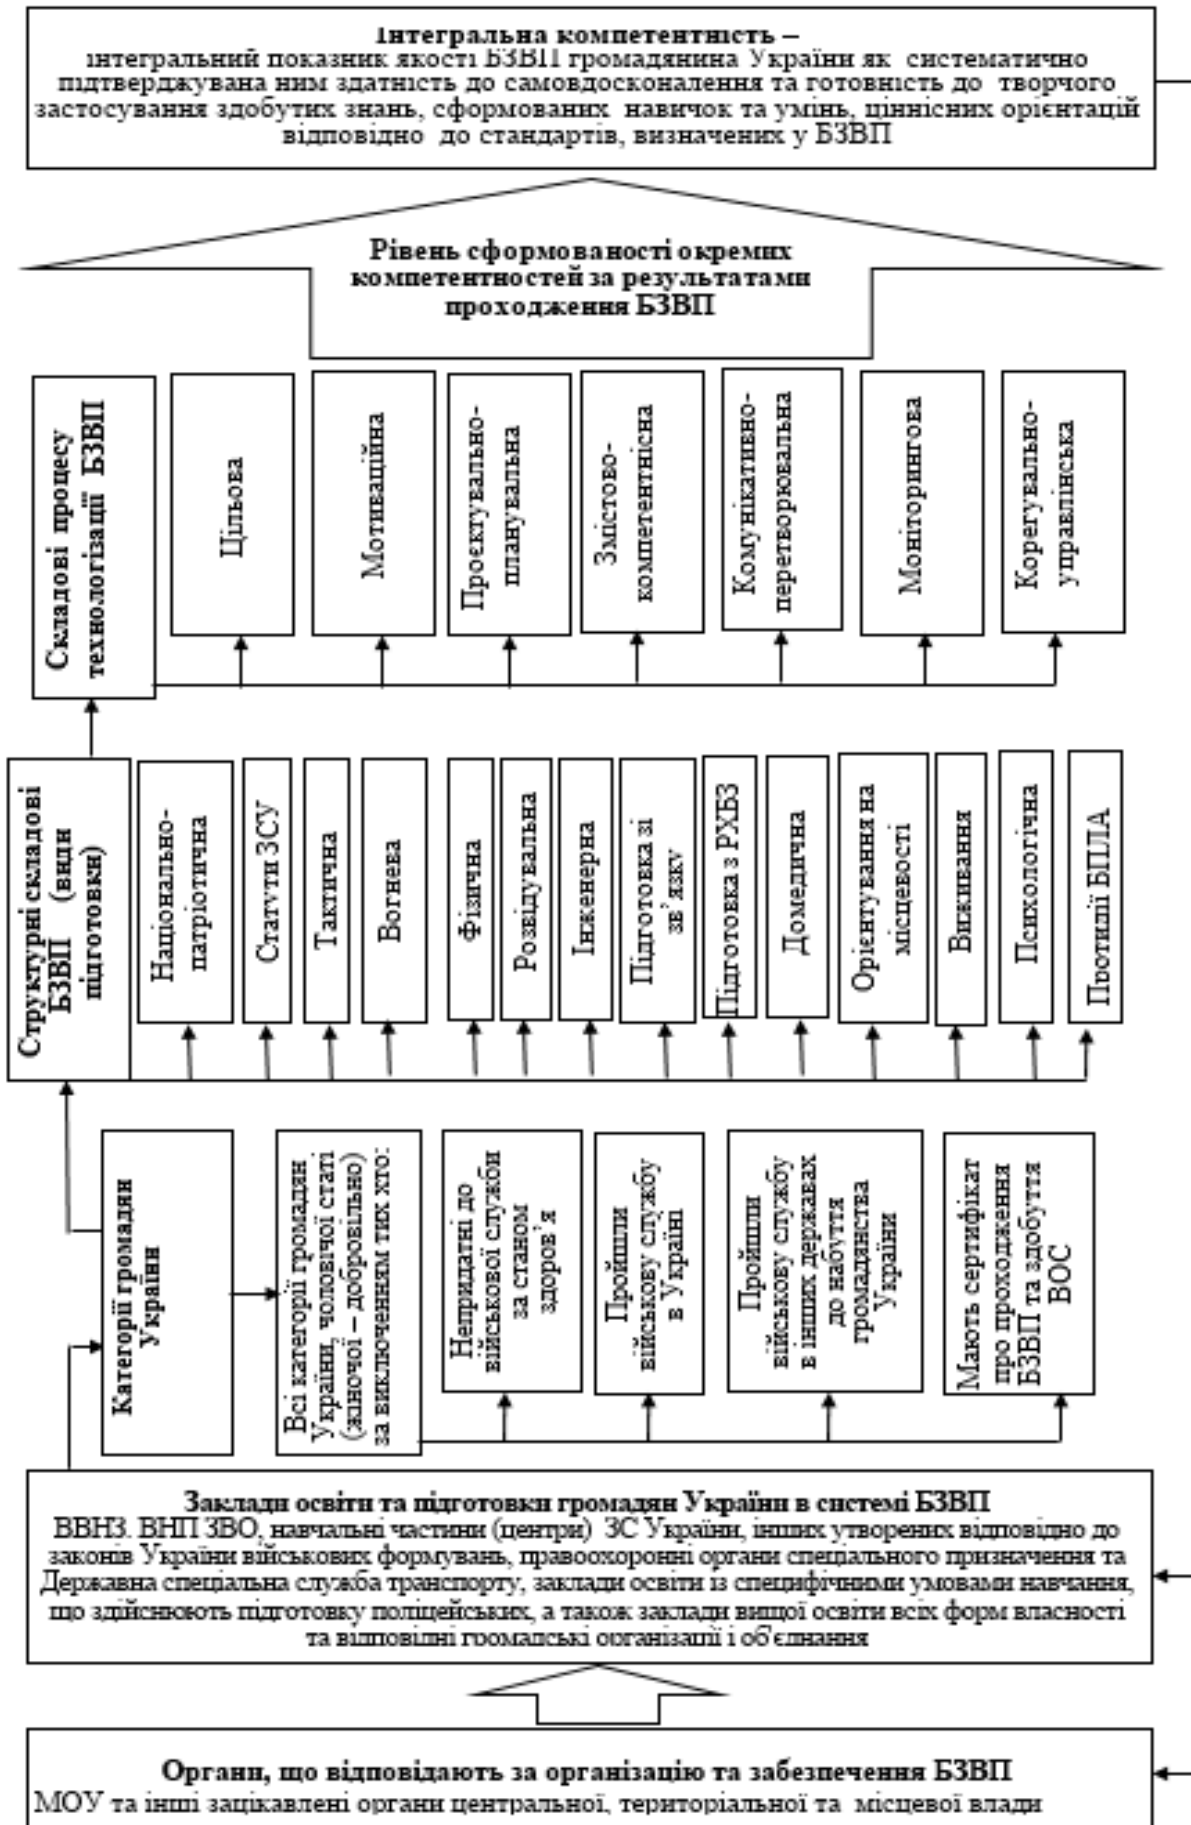 Інтегральна компетентність –
інтегральний показник якості БЗВП громадянина України як систематично
підтверджувана ним здатність до самовдосконалення та готовність до творчого
застосування здобутих знань, сформованих навичок та умінь, ціннісних орієнтацій
відповідно до стандартів, визначених у БЗВП
Рівень сформованості окремих
компетентностей за результатами
проходження БЗВП
Складові процесу
технологізації БЗВП
Цільова
Мотиваційна
Проєктувально-
планувальна
Змістово-
компетентнісна
Комунікативно-
перетворювальна
Моніторингова
Корегувально-
управлінська
Структурні складові
БЗВП (види
підготовки)
Національно-
патріотична
Статути ЗСУ
Тактична
Вогнева
Фізична
Розвідувальна
Інженерна
Підготовка зі
зв’язку
Підготовка з РХБЗ
Домедична
Орієнтування на
місцевості
Виживання
Психологічна
Протидії БПЛА
Категорії громадян
України
Всі категорії громадян
України, чоловічої статі
(жіночої – добровільно)
за виключенням тих хто:
Непридатні до
військової служби
за станом
здоров’я
Пройшли
військову службу
в Україні
Пройшли
військову службу
в інших державах
до набуття
громадянства
України
Мають сертифікат
про проходження
БЗВП та здобуття
ВОС
Заклади освіти та підготовки громадян України в системі БЗВП
ВВНЗ. ВНП ЗВО, навчальні частини (центри) ЗС України, інших утворених відповідно до
законів України військових формувань, правоохоронні органи спеціального призначення та
Державна спеціальна служба транспорту, заклади освіти із специфічними умовами навчання,
що здійснюють підготовку поліцейських, а також заклади вищої освіти всіх форм власності
та відповідні громадські організації і об'єднання
Органи, що відповідають за організацію та забезпечення БЗВП
МОУ та інші зацікавлені органи центральної, територіальної та місцевої влади